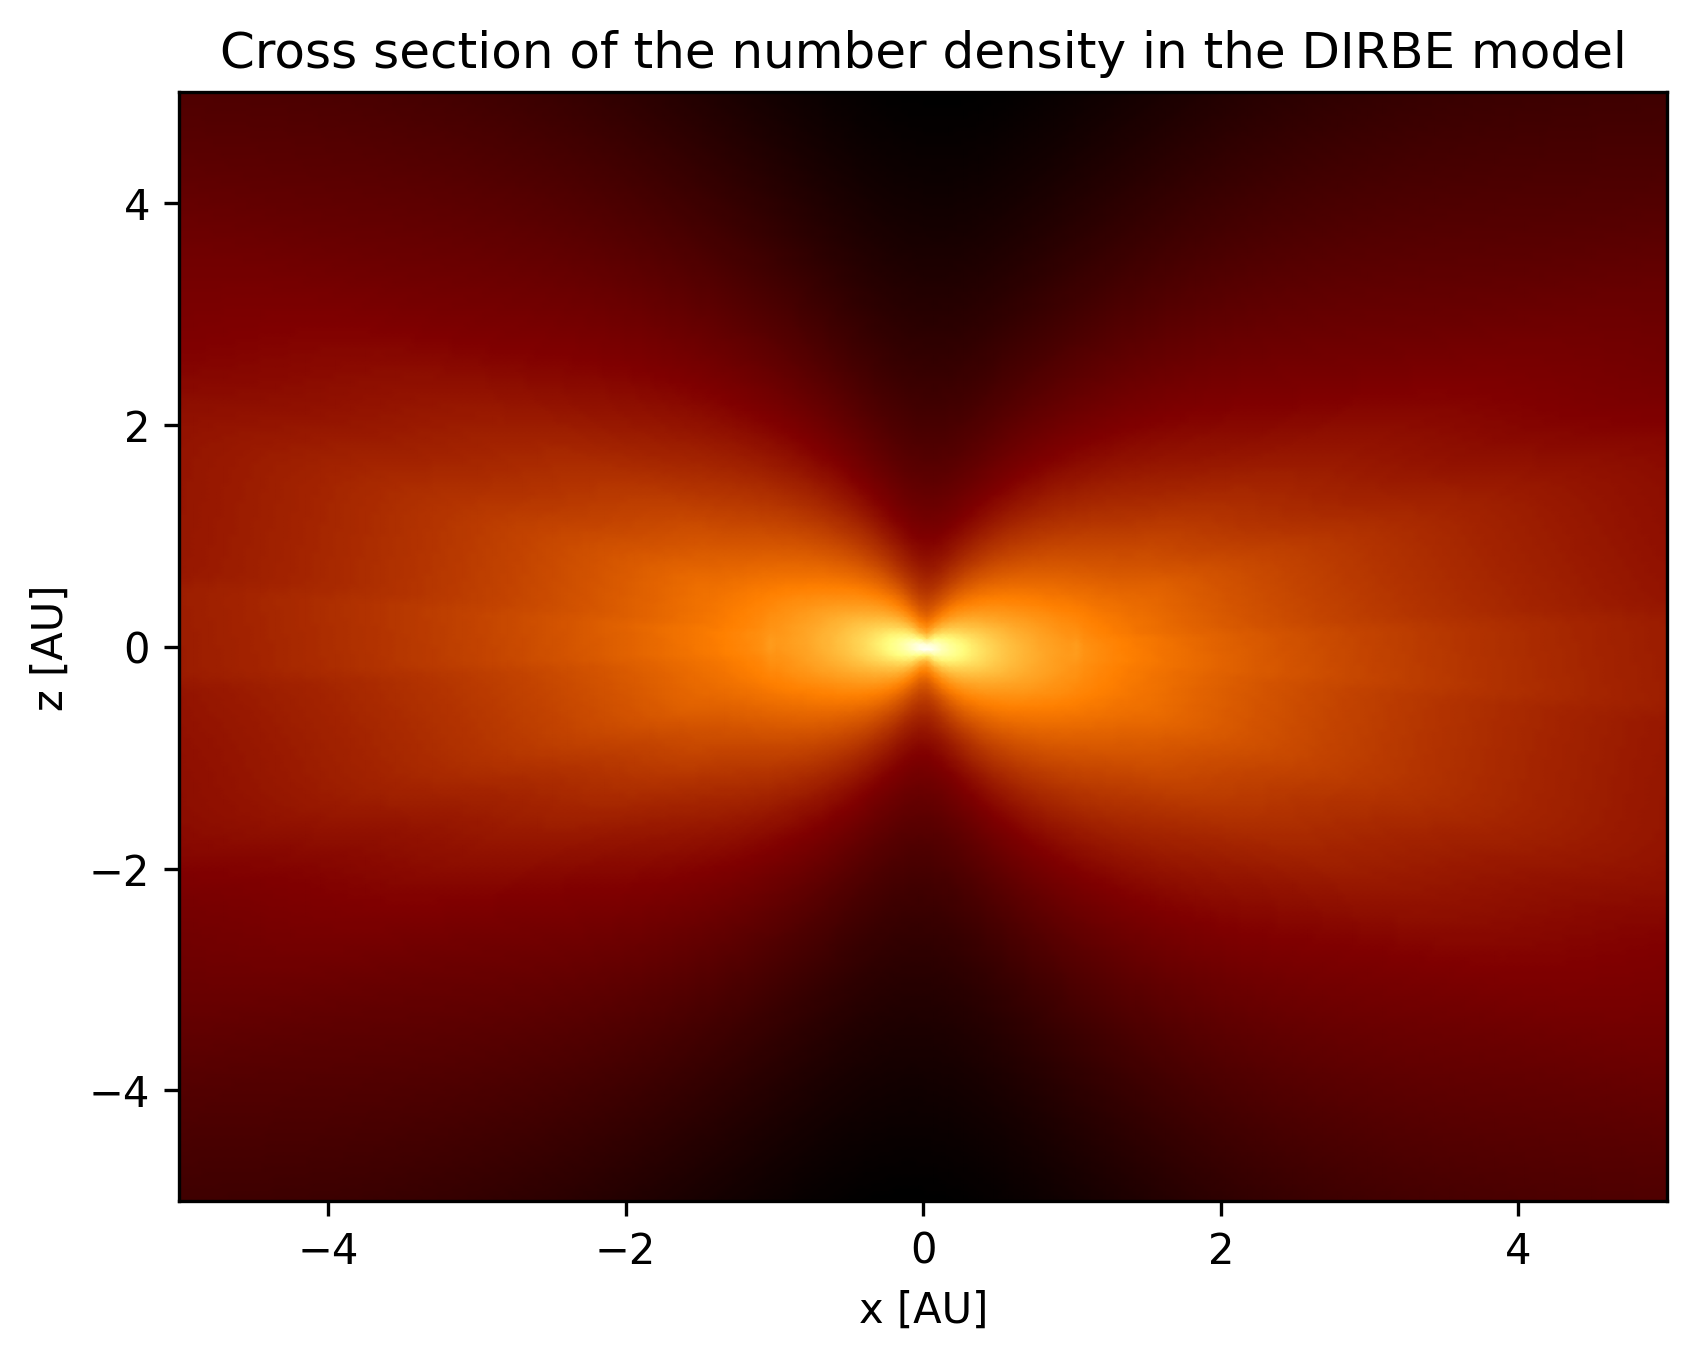 Cross section of the number density in the DIRBE model
4
2
0
−2
−4
z [AU]
−4 −2 0 2 4
x [AU]